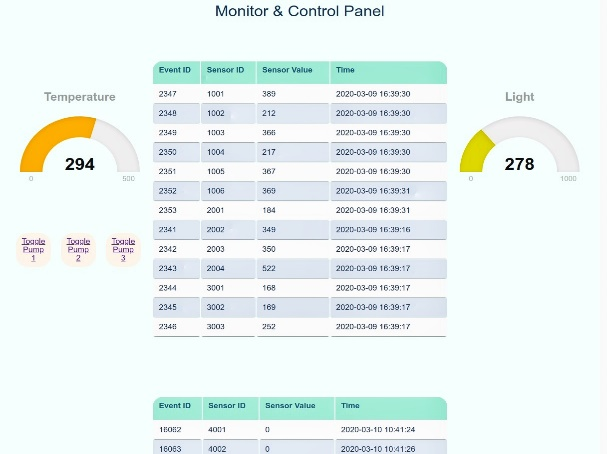 Monitor & Control Panel
Temperature
294
0 500
Toggle Pump 1
Toggle Pump 2
Toggle Pump 3
Event ID Sensor ID Sensor Value Time
2347 1001 389 2020-03-09 16:39:30
2348 1002 212 2020-03-09 16:39:30
2349 1003 366 2020-03-09 16:39:30
2350 1004 217 2020-03-09 16:39:30
2351 1005 367 2020-03-09 16:39:30
2352 1006 369 2020-03-09 16:39:31
2353 2001 184 2020-03-09 16:39:31
2341 2002 349 2020-03-09 16:39:16
2342 2003 350 2020-03-09 16:39:17
2343 2004 522 2020-03-09 16:39:17
2344 3001 168 2020-03-09 16:39:17
2345 3002 169 2020-03-09 16:39:17
2346 3003 252 2020-03-09 16:39:17
Light
278
0 1000
Event ID Sensor ID Sensor Value Time
16062 4001 0 2020-03-10 10:41:24
16063 4002 0 2020-03-10 10:41:26